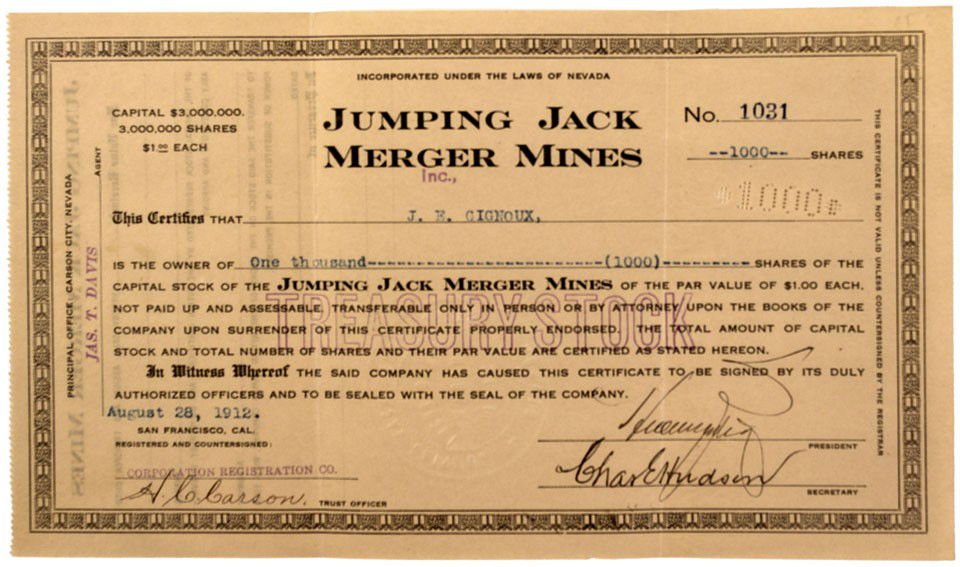 INCORPORATED UNDER THE LAWS OF NEVADA
CAPITAL $3,000,000.
3,000,000 SHARES
$1.00 EACH
JUMPING JACK
MERGER MINES
Inc.,
No. 1031
--1000-- SHARES
1000
This Certifies THAT J. E. GIGNOUX,
IS THE OWNER OF One thousand--------------------------(1000)--------- SHARES OF THE
CAPITAL STOCK OF THE JUMPING JACK MERGER MINES OF THE PAR VALUE OF $1.00 EACH,
NOT PAID UP AND ASSESSABLE, TRANSFERABLE ONLY IN PERSON OR BY ATTORNEY UPON THE BOOKS OF THE
COMPANY UPON SURRENDER OF THIS CERTIFICATE PROPERLY ENDORSED. THE TOTAL AMOUNT OF CAPITAL
STOCK AND TOTAL NUMBER OF SHARES AND THEIR PAR VALUE ARE CERTIFIED AS STATED HEREON.
TREASURY STOCK
In Witness Whereof THE SAID COMPANY HAS CAUSED THIS CERTIFICATE TO BE SIGNED BY ITS DULY
AUTHORIZED OFFICERS AND TO BE SEALED WITH THE SEAL OF THE COMPANY.
August 28, 1912.
SAN FRANCISCO, CAL.
REGISTERED AND COUNTERSIGNED:
CORPORATION REGISTRATION CO.
H. C. Carson. TRUST OFFICER
PRESIDENT
Chas E Hudson
SECRETARY
PRINCIPAL OFFICE, CARSON CITY, NEVADA
JAS. T. DAVIS AGENT
THIS CERTIFICATE IS NOT VALID UNLESS COUNTERSIGNED BY THE REGISTRAR